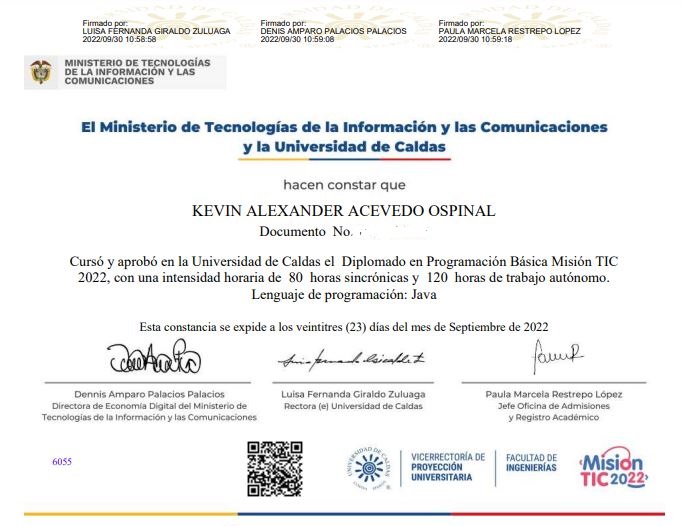 Firmado por:
LUISA FERNANDA GIRALDO ZULUAGA
2022/09/30 10:58:58
Firmado por:
DENIS AMPARO PALACIOS PALACIOS
2022/09/30 10:59:08
Firmado por:
PAULA MARCELA RESTREPO LOPEZ
2022/09/30 10:59:18
MINISTERIO DE TECNOLOGÍAS
DE LA INFORMACIÓN Y LAS
COMUNICACIONES
El Ministerio de Tecnologías de la Información y las Comunicaciones
y la Universidad de Caldas
hacen constar que
KEVIN ALEXANDER ACEVEDO OSPINAL
Documento No.
Cursó y aprobó en la Universidad de Caldas el Diplomado en Programación Básica Misión TIC
2022, con una intensidad horaria de 80 horas sincrónicas y 120 horas de trabajo autónomo.
Lenguaje de programación: Java
Esta constancia se expide a los veintitres (23) días del mes de Septiembre de 2022
Dennis Amparo Palacios Palacios
Directora de Economía Digital del Ministerio de
Tecnologías de la Información y las Comunicaciones
Luisa Fernanda Giraldo Zuluaga
Rectora (e) Universidad de Caldas
Paula Marcela Restrepo López
Jefe Oficina de Admisiones
y Registro Académico
6055
UNIVERSIDAD DE CALDAS
VICERRECTORÍA DE
PROYECCIÓN
UNIVERSITARIA
FACULTAD DE
INGENIERÍAS
Misión
TIC2022